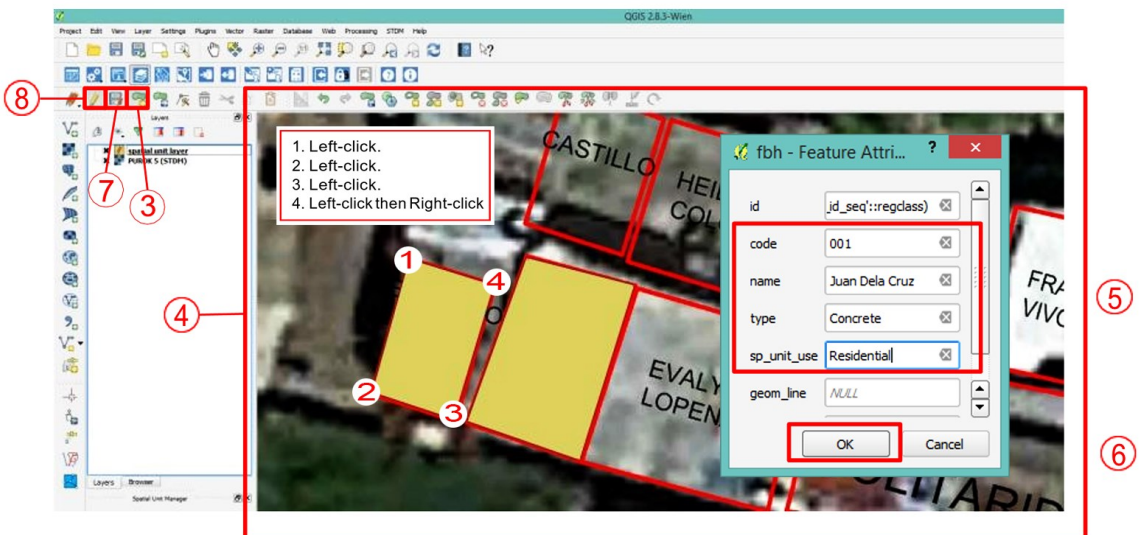 QGIS 2.8.3-Wien
Project Edit View Layer Settings Plugins Vector Raster Database Web Processing STDM Help
8
Layers
spatial unit layer
PUROK 5 (STDM)
7
3
1. Left-click.
2. Left-click.
3. Left-click.
4. Left-click then Right-click
CASTILLO
1
4
2
3
EVALY
LOPEN
FRA
VIVO
4
fbh - Feature Attri... ?
id _id_seq'::regclass)
code 001
name Juan Dela Cruz
type Concrete
sp_unit_use Residential
geom_line NULL
OK Cancel
5
6
Layers Browser
Spatial Unit Manager